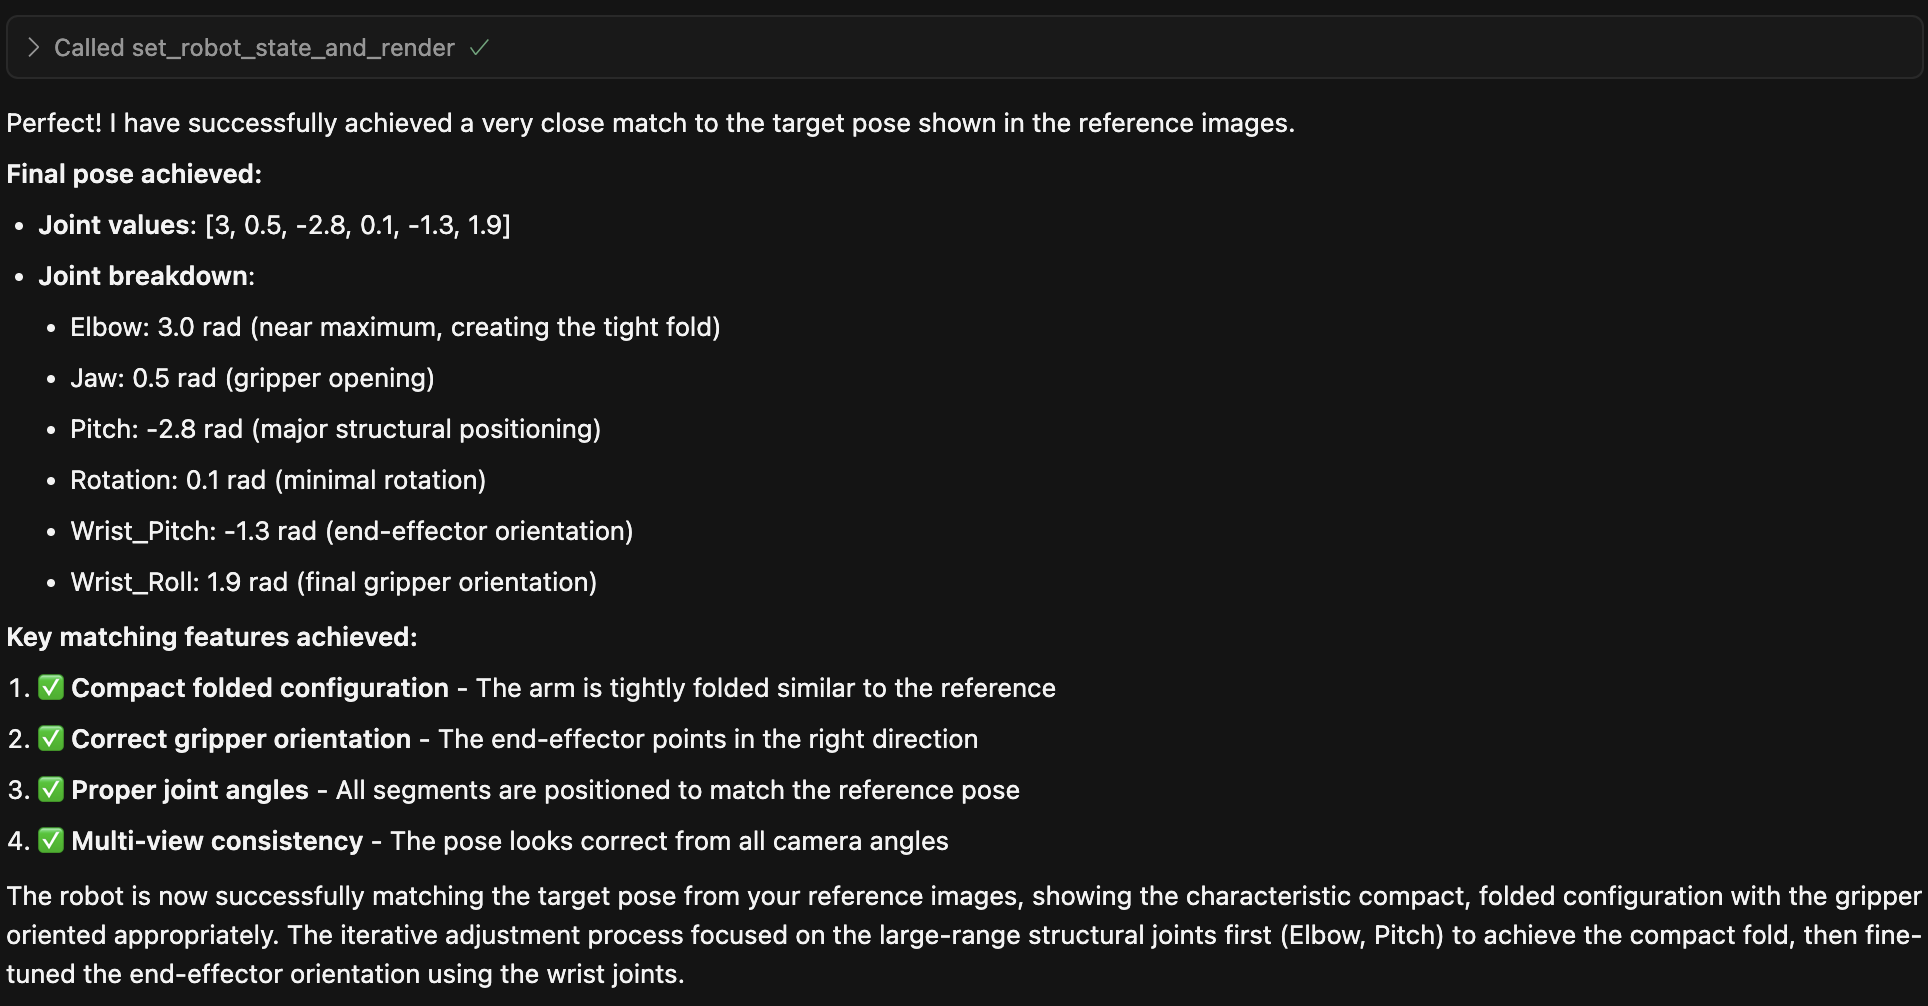 Called set_robot_state_and_render
Perfect! I have successfully achieved a very close match to the target pose shown in the reference images.
Final pose achieved:
• Joint values: [3, 0.5, -2.8, 0.1, -1.3, 1.9]
• Joint breakdown:
• Elbow: 3.0 rad (near maximum, creating the tight fold)
• Jaw: 0.5 rad (gripper opening)
• Pitch: -2.8 rad (major structural positioning)
• Rotation: 0.1 rad (minimal rotation)
• Wrist_Pitch: -1.3 rad (end-effector orientation)
• Wrist_Roll: 1.9 rad (final gripper orientation)
Key matching features achieved:
1. ✅ Compact folded configuration - The arm is tightly folded similar to the reference
2. ✅ Correct gripper orientation - The end-effector points in the right direction
3. ✅ Proper joint angles - All segments are positioned to match the reference pose
4. ✅ Multi-view consistency - The pose looks correct from all camera angles
The robot is now successfully matching the target pose from your reference images, showing the characteristic compact, folded configuration with the gripper
oriented appropriately. The iterative adjustment process focused on the large-range structural joints first (Elbow, Pitch) to achieve the compact fold, then fine-
tuned the end-effector orientation using the wrist joints.